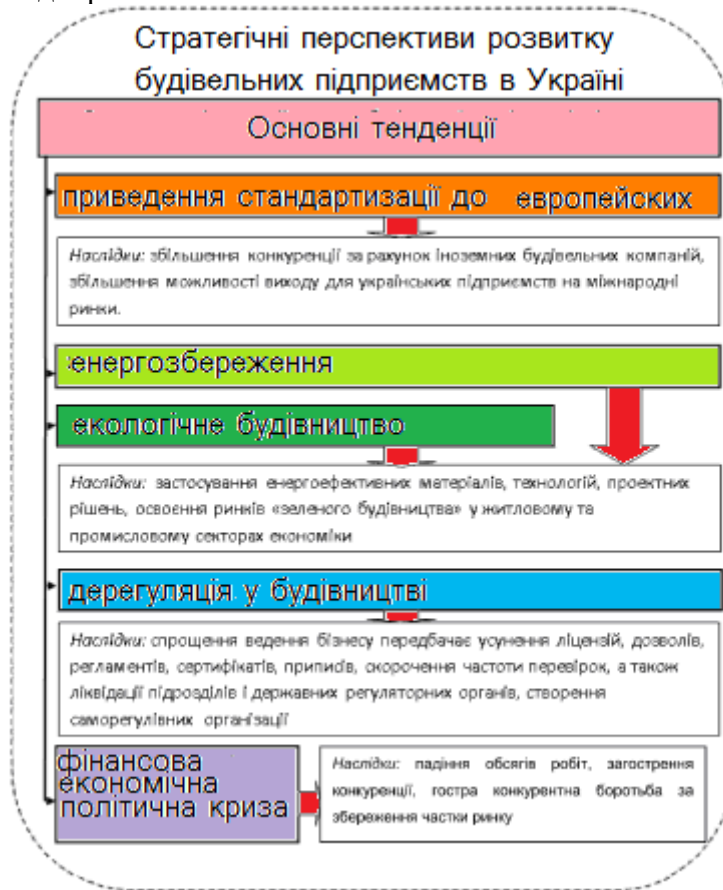 Стратегічні перспективи розвитку
будівельних підприємств в Україні
Основні тенденції
приведення стандартизації до европейских
Наслідки: збільшення конкуренції за рахунок іноземних будівельних компаній,
збільшення можливості виходу для українських підприємств на міжнародні
ринки.
енергозбереження
екологічне будівництво
Наслідки: застосування енергоефективних матеріалів, технологій, проектних
рішень, освоєння ринків «зеленого будівництва» у житловому та
промисловому секторах економіки
дерегуляція у будівництві
Наслідки: спрощення ведення бізнесу передбачає усунення ліцензій, дозволів,
регламентів, сертифікатів, приписів, скорочення частоти перевірок, а також
ліквідації підрозділів і державних регуляторних органів, створення
саморегулівних організації
фінансова
економічна
політична криза
Наслідки: падіння обсягів робіт, загострення
конкуренції, гостра конкурентна боротьба за
збереження частки ринку